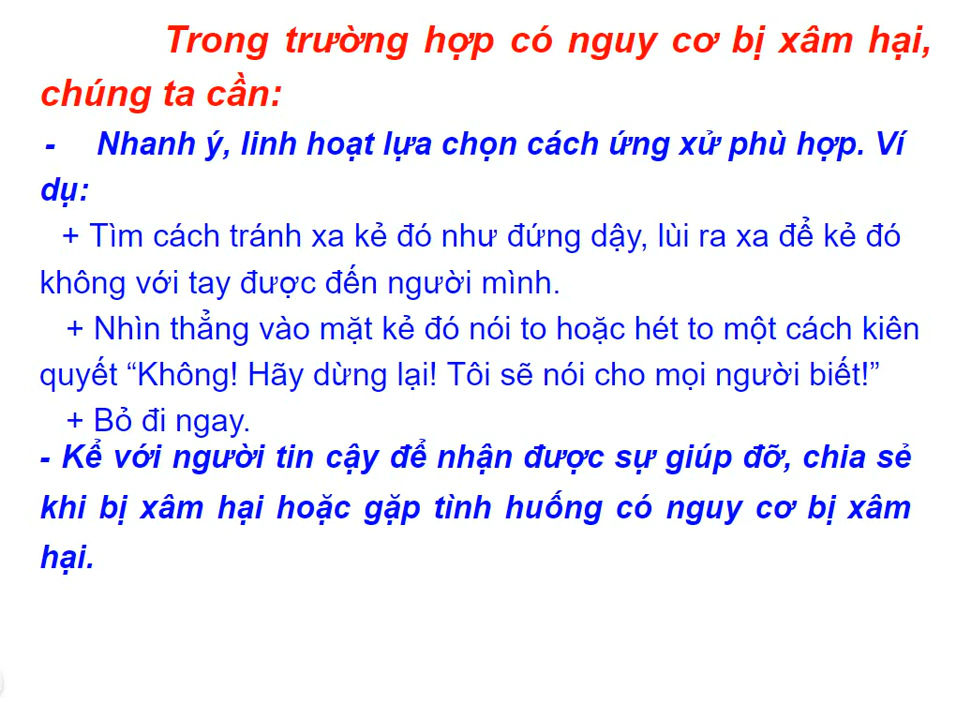 Trong trường hợp có nguy cơ bị xâm hại,
chúng ta cần:
- Nhanh ý, linh hoạt lựa chọn cách ứng xử phù hợp. Ví
dụ:
+ Tìm cách tránh xa kẻ đó như đứng dậy, lùi ra xa để kẻ đó
không với tay được đến người mình.
+ Nhìn thẳng vào mặt kẻ đó nói to hoặc hét to một cách kiên
quyết “Không! Hãy dừng lại! Tôi sẽ nói cho mọi người biết!”
+ Bỏ đi ngay.
- Kể với người tin cậy để nhận được sự giúp đỡ, chia sẻ
khi bị xâm hại hoặc gặp tình huống có nguy cơ bị xâm
hại.